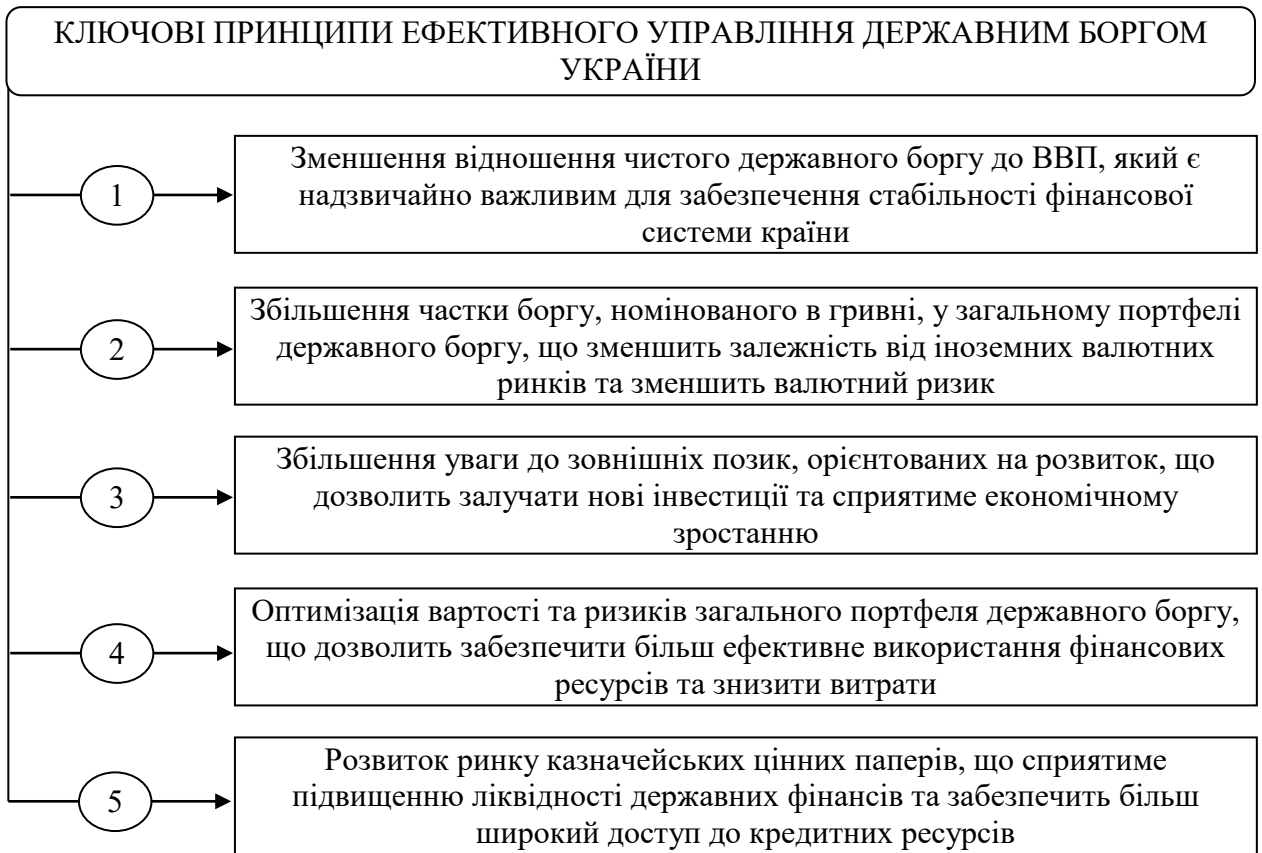 КЛЮЧОВІ ПРИНЦИПИ ЕФЕКТИВНОГО УПРАВЛІННЯ ДЕРЖАВНИМ БОРГОМ
УКРАЇНИ
1
Зменшення відношення чистого державного боргу до ВВП, який є
надзвичайно важливим для забезпечення стабільності фінансової
системи країни
2
Збільшення частки боргу, номінованого в гривні, у загальному портфелі
державного боргу, що зменшить залежність від іноземних валютних
ринків та зменшить валютний ризик
3
Збільшення уваги до зовнішніх позик, орієнтованих на розвиток, що
дозволить залучати нові інвестиції та сприятиме економічному
зростанню
4
Оптимізація вартості та ризиків загального портфеля державного боргу,
що дозволить забезпечити більш ефективне використання фінансових
ресурсів та знизити витрати
5
Розвиток ринку казначейських цінних паперів, що сприятиме
підвищенню ліквідності державних фінансів та забезпечить більш
широкий доступ до кредитних ресурсів